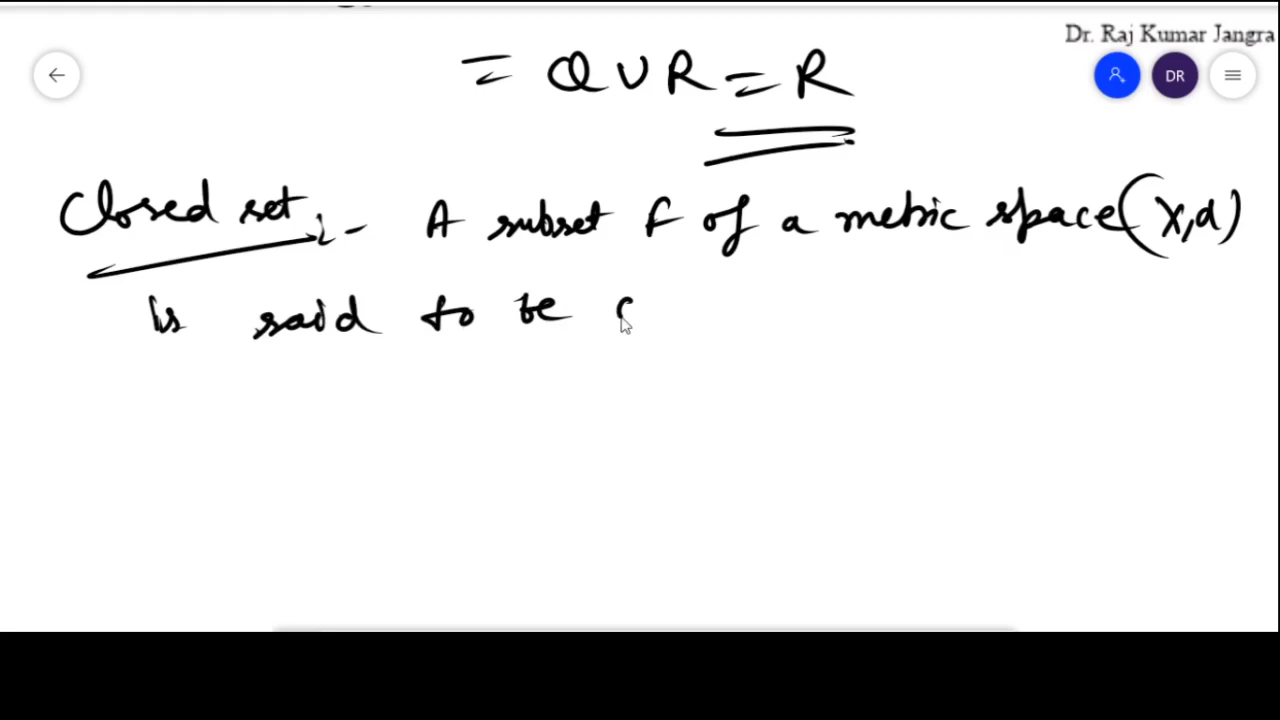 Dr. Raj Kumar Jangra
= Q ∪ R = R
DR
Closed set :- A subset F of a metric space (X,d)
is said to be